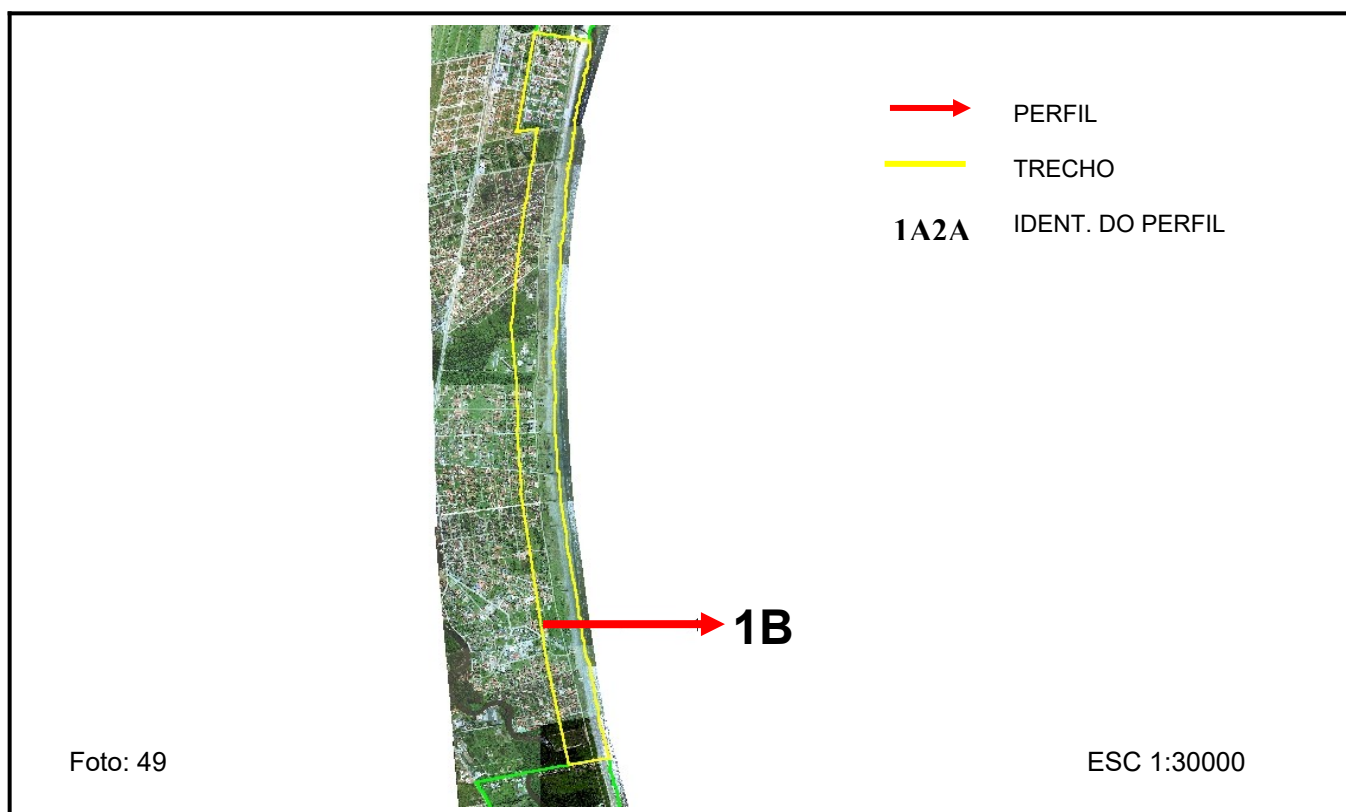 PERFIL
TRECHO
1A2A IDENT. DO PERFIL
1B
Foto: 49
ESC 1:30000